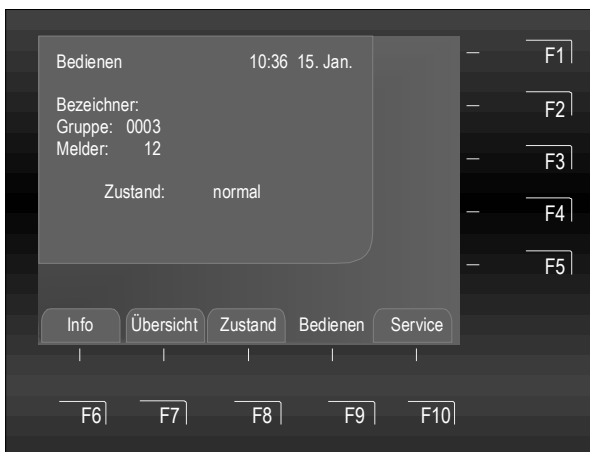 Bedienen 10:36 15. Jan.
Bezeichner:
Gruppe: 0003
Melder: 12
Zustand: normal
F1
F2
F3
F4
F5
Info Übersicht Zustand Bedienen Service
F6 F7 F8 F9 F10